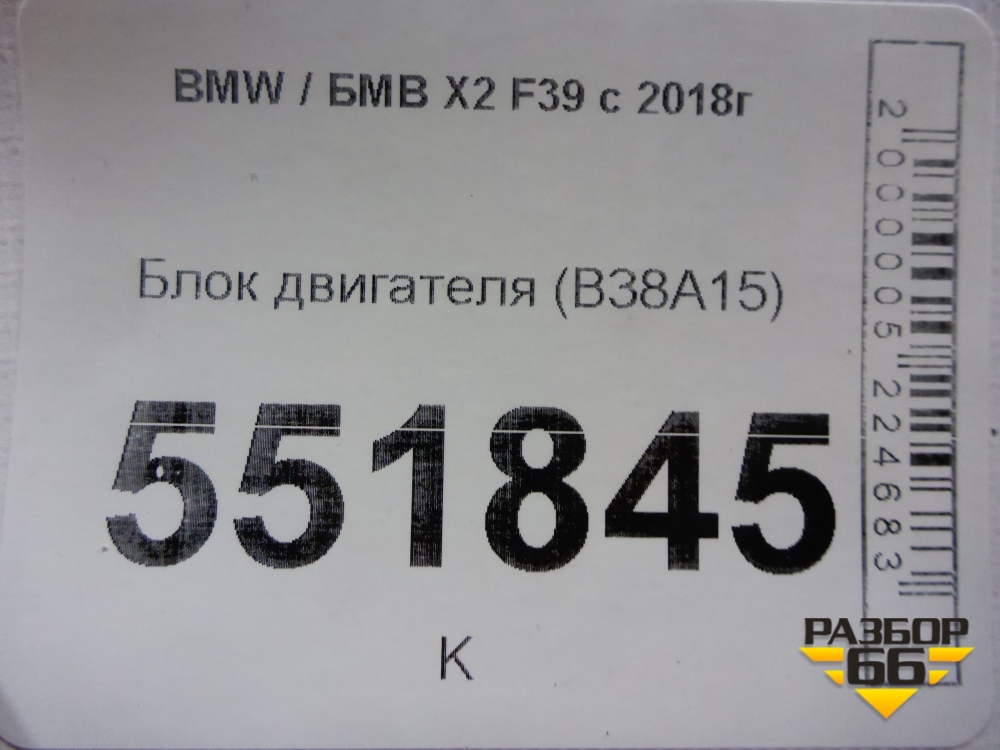 BMW / БМВ X2 F39 с 2018г
Блок двигателя (B38A15)
551845
К
2000005224683
РАЗБОР
66